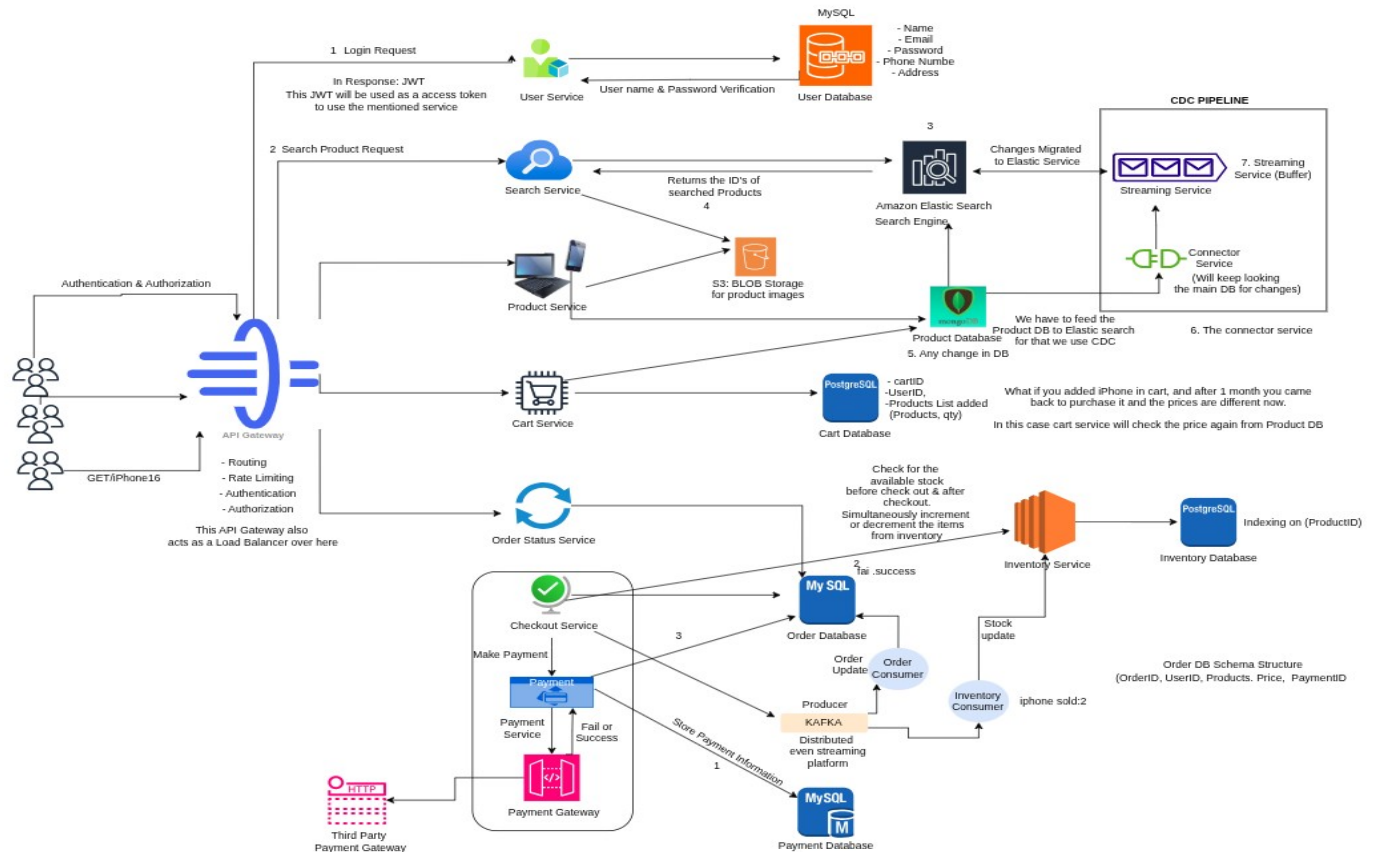 MySQL
- Name
- Email
- Password
- Phone Numbe
- Address
1 Login Request
In Response: JWT
This JWT will be used as a access token
to use the mentioned service
User Service
User name & Password Verification
User Database
CDC PIPELINE
2 Search Product Request
Search Service
Returns the ID's of
searched Products
4
3
Amazon Elastic Search
Search Engine
Changes Migrated
to Elastic Service
Streaming Service
7. Streaming
Service (Buffer)
Connector
Service
(Will keep looking
the main DB for changes)
6. The connector service
Authentication & Authorization
Product Service
S3: BLOB Storage
for product images
mongoDB
Product Database
5. Any change in DB
We have to feed the
Product DB to Elastic search
for that we use CDC
API Gateway
- Routing
- Rate Limiting
- Authentication
- Authorization
This API Gateway also
acts as a Load Balancer over here
GET/iPhone16
Cart Service
PostgreSQL
Cart Database
- cartID
-UserID,
-Products List added
(Products, qty)
What if you added iPhone in cart, and after 1 month you came
back to purchase it and the prices are different now.
In this case cart service will check the price again from Product DB
Order Status Service
Check for the
available stock
before check out & after
checkout.
Simultaneously increment
or decrement the items
from inventory
Inventory Service
PostgreSQL
Inventory Database
Indexing on (ProductID)
2
fai .success
Checkout Service
My SQL
Order Database
3
Make Payment
Payment
Payment
Service
Fail or
Success
Payment Gateway
HTTP
Third Party
Payment Gateway
Store Payment Information
1
Order
Update
Order
Consumer
Producer
KAFKA
Distributed
even streaming
platform
Stock
update
Inventory
Consumer
iphone sold:2
Order DB Schema Structure
(OrderID, UserID, Products. Price, PaymentID
MySQL
M
Payment Database